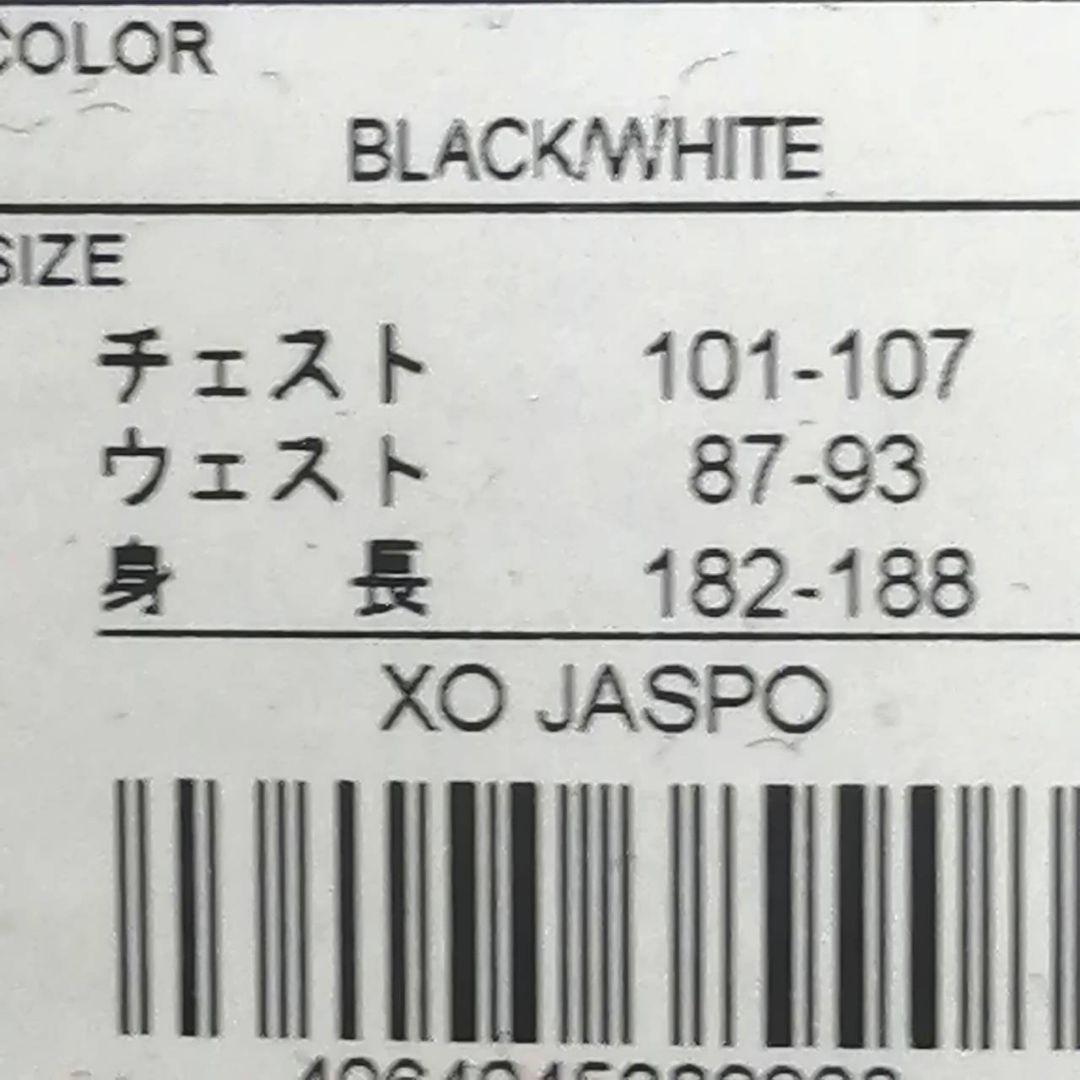 COLOR
BLACK/WHITE
SIZE
チェスト 101-107
ウェスト 87-93
身 長 182-188
XO JASPO